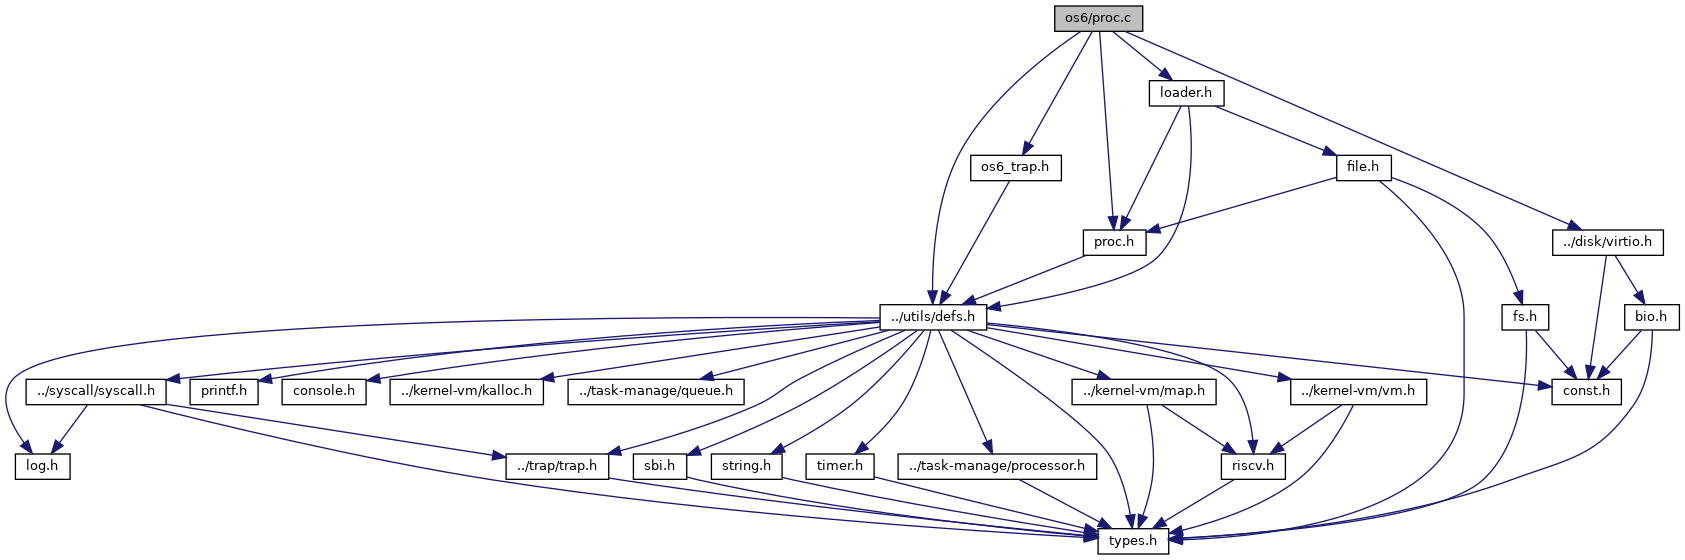 os6/proc.c
loader.h
os6_trap.h
file.h
proc.h
../disk/virtio.h
../utils/defs.h
fs.h
bio.h
../syscall/syscall.h
printf.h
console.h
../kernel-vm/kalloc.h
../task-manage/queue.h
../kernel-vm/map.h
../kernel-vm/vm.h
const.h
log.h
../trap/trap.h
sbi.h
string.h
timer.h
../task-manage/processor.h
riscv.h
types.h